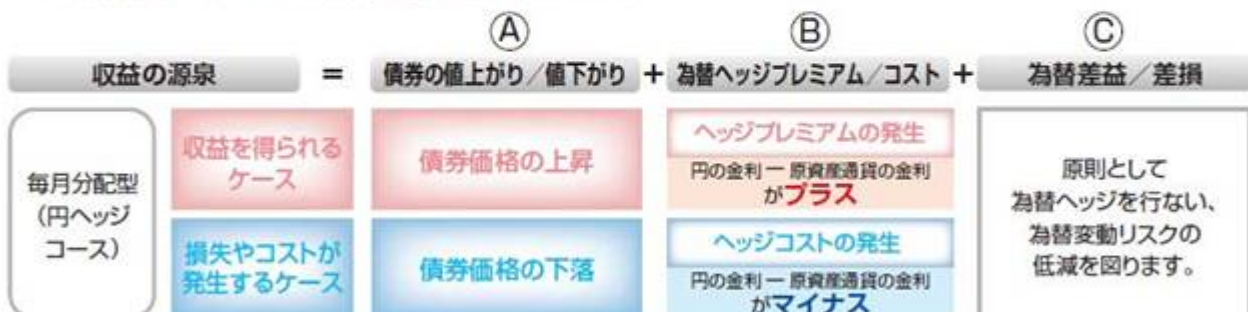 Ⓐ Ⓑ Ⓒ
収益の源泉 = 債券の値上がり／値下がり + 為替ヘッジプレミアム／コスト + 為替差益／差損
毎月分配型
（円ヘッジ
コース）
収益を得られる
ケース
債券価格の上昇
ヘッジプレミアムの発生
円の金利 ー 原資産通貨の金利
がプラス
損失やコストが
発生するケース
債券価格の下落
ヘッジコストの発生
円の金利 ー 原資産通貨の金利
がマイナス
原則として
為替ヘッジを行ない、
為替変動リスクの
低減を図ります。